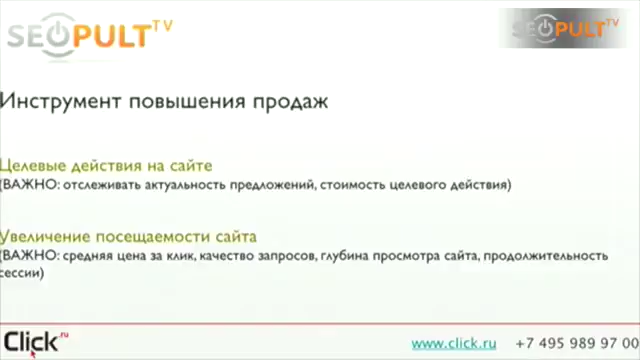 SEOPULT TV
SEOPULT TV
Инструмент повышения продаж
Целевые действия на сайте
(ВАЖНО: отслеживать актуальность предложений, стоимость целевого действия)
Увеличение посещаемости сайта
(ВАЖНО: средняя цена за клик, качество запросов, глубина просмотра сайта, продолжительность
сессии)
Click.ru
www.click.ru +7 495 989 97 00